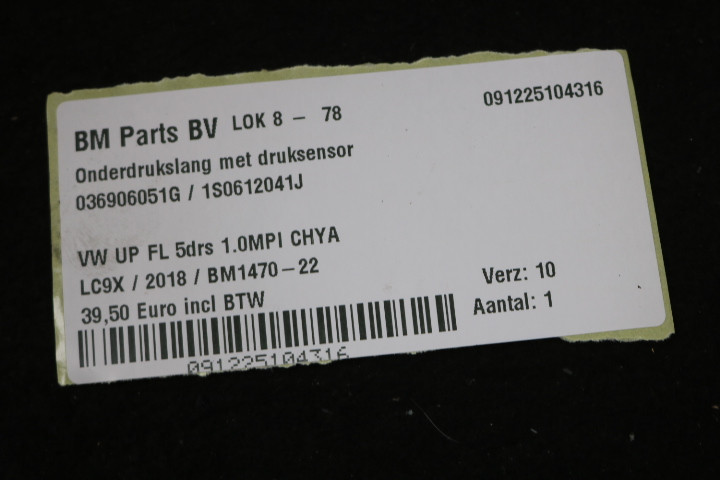 BM Parts BV LOK 8 - 78 091225104316
Onderdrukslang met druksensor
036906051G / 1S0612041J
VW UP FL 5drs 1.0MPI CHYA
LC9X / 2018 / BM1470-22 Verz: 10
39,50 Euro incl BTW Aantal: 1
091225104316